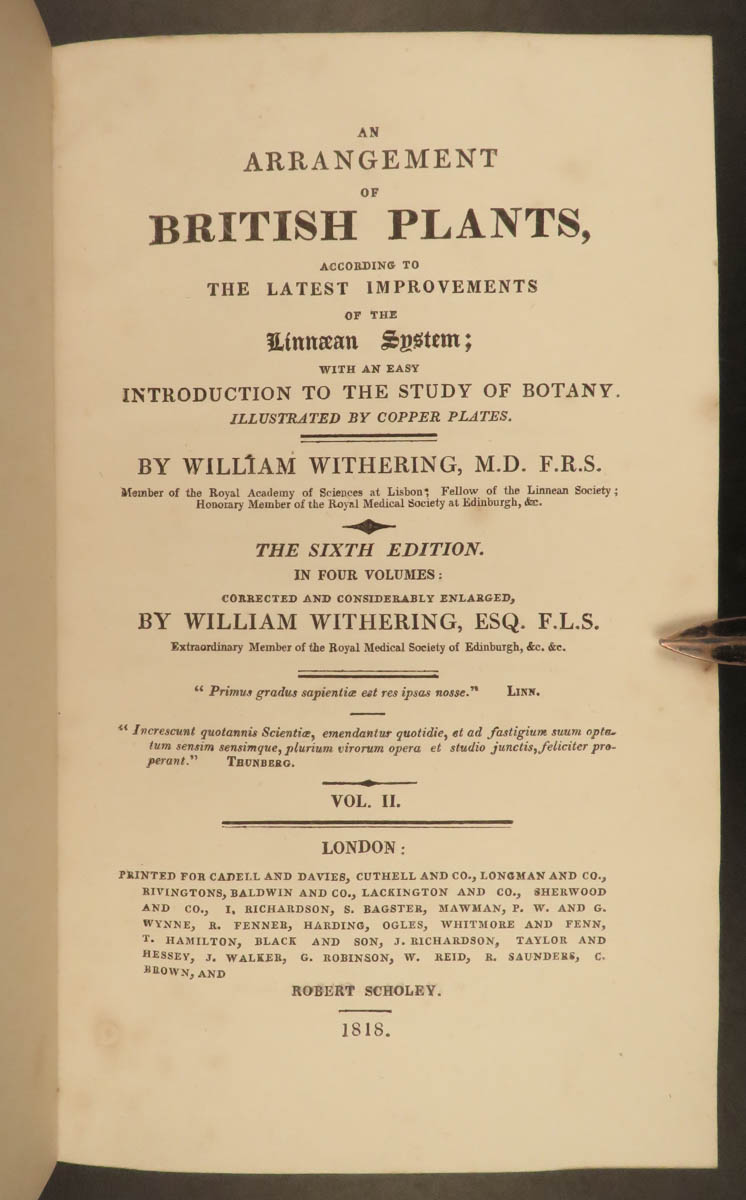 AN
ARRANGEMENT
OF
BRITISH PLANTS,
ACCORDING TO
THE LATEST IMPROVEMENTS
OF THE
Linnæan System;
WITH AN EASY
INTRODUCTION TO THE STUDY OF BOTANY.
ILLUSTRATED BY COPPER PLATES.
BY WILLIAM WITHERING, M.D. F.R.S.
Member of the Royal Academy of Sciences at Lisbon; Fellow of the Linnean Society;
Honorary Member of the Royal Medical Society at Edinburgh, &c.
THE SIXTH EDITION.
IN FOUR VOLUMES:
CORRECTED AND CONSIDERABLY ENLARGED,
BY WILLIAM WITHERING, ESQ. F.L.S.
Extraordinary Member of the Royal Medical Society of Edinburgh, &c. &c.
“ Primus gradus sapientiæ est res ipsas nosse.” LINN.
“ Increscunt quotannis Scientiæ, emendantur quotidie, et ad fastigium suum opta-
tum sensim sensimque, plurium virorum opera et studio junctis, feliciter pro-
perant.” THUNBERG.
VOL. II.
LONDON:
PRINTED FOR CADELL AND DAVIES, CUTHELL AND CO., LONGMAN AND CO.,
RIVINGTONS, BALDWIN AND CO., LACKINGTON AND CO., SHERWOOD
AND CO., I. RICHARDSON, S. BAGSTER, MAWMAN, P. W. AND G.
WYNNE, R. FENNER, HARDING, OGLES, WHITMORE AND FENN,
T. HAMILTON, BLACK AND SON, J. RICHARDSON, TAYLOR AND
HESSEY, J. WALKER, G. ROBINSON, W. REID, R. SAUNDERS, C.
BROWN, AND
ROBERT SCHOLEY.
1818.